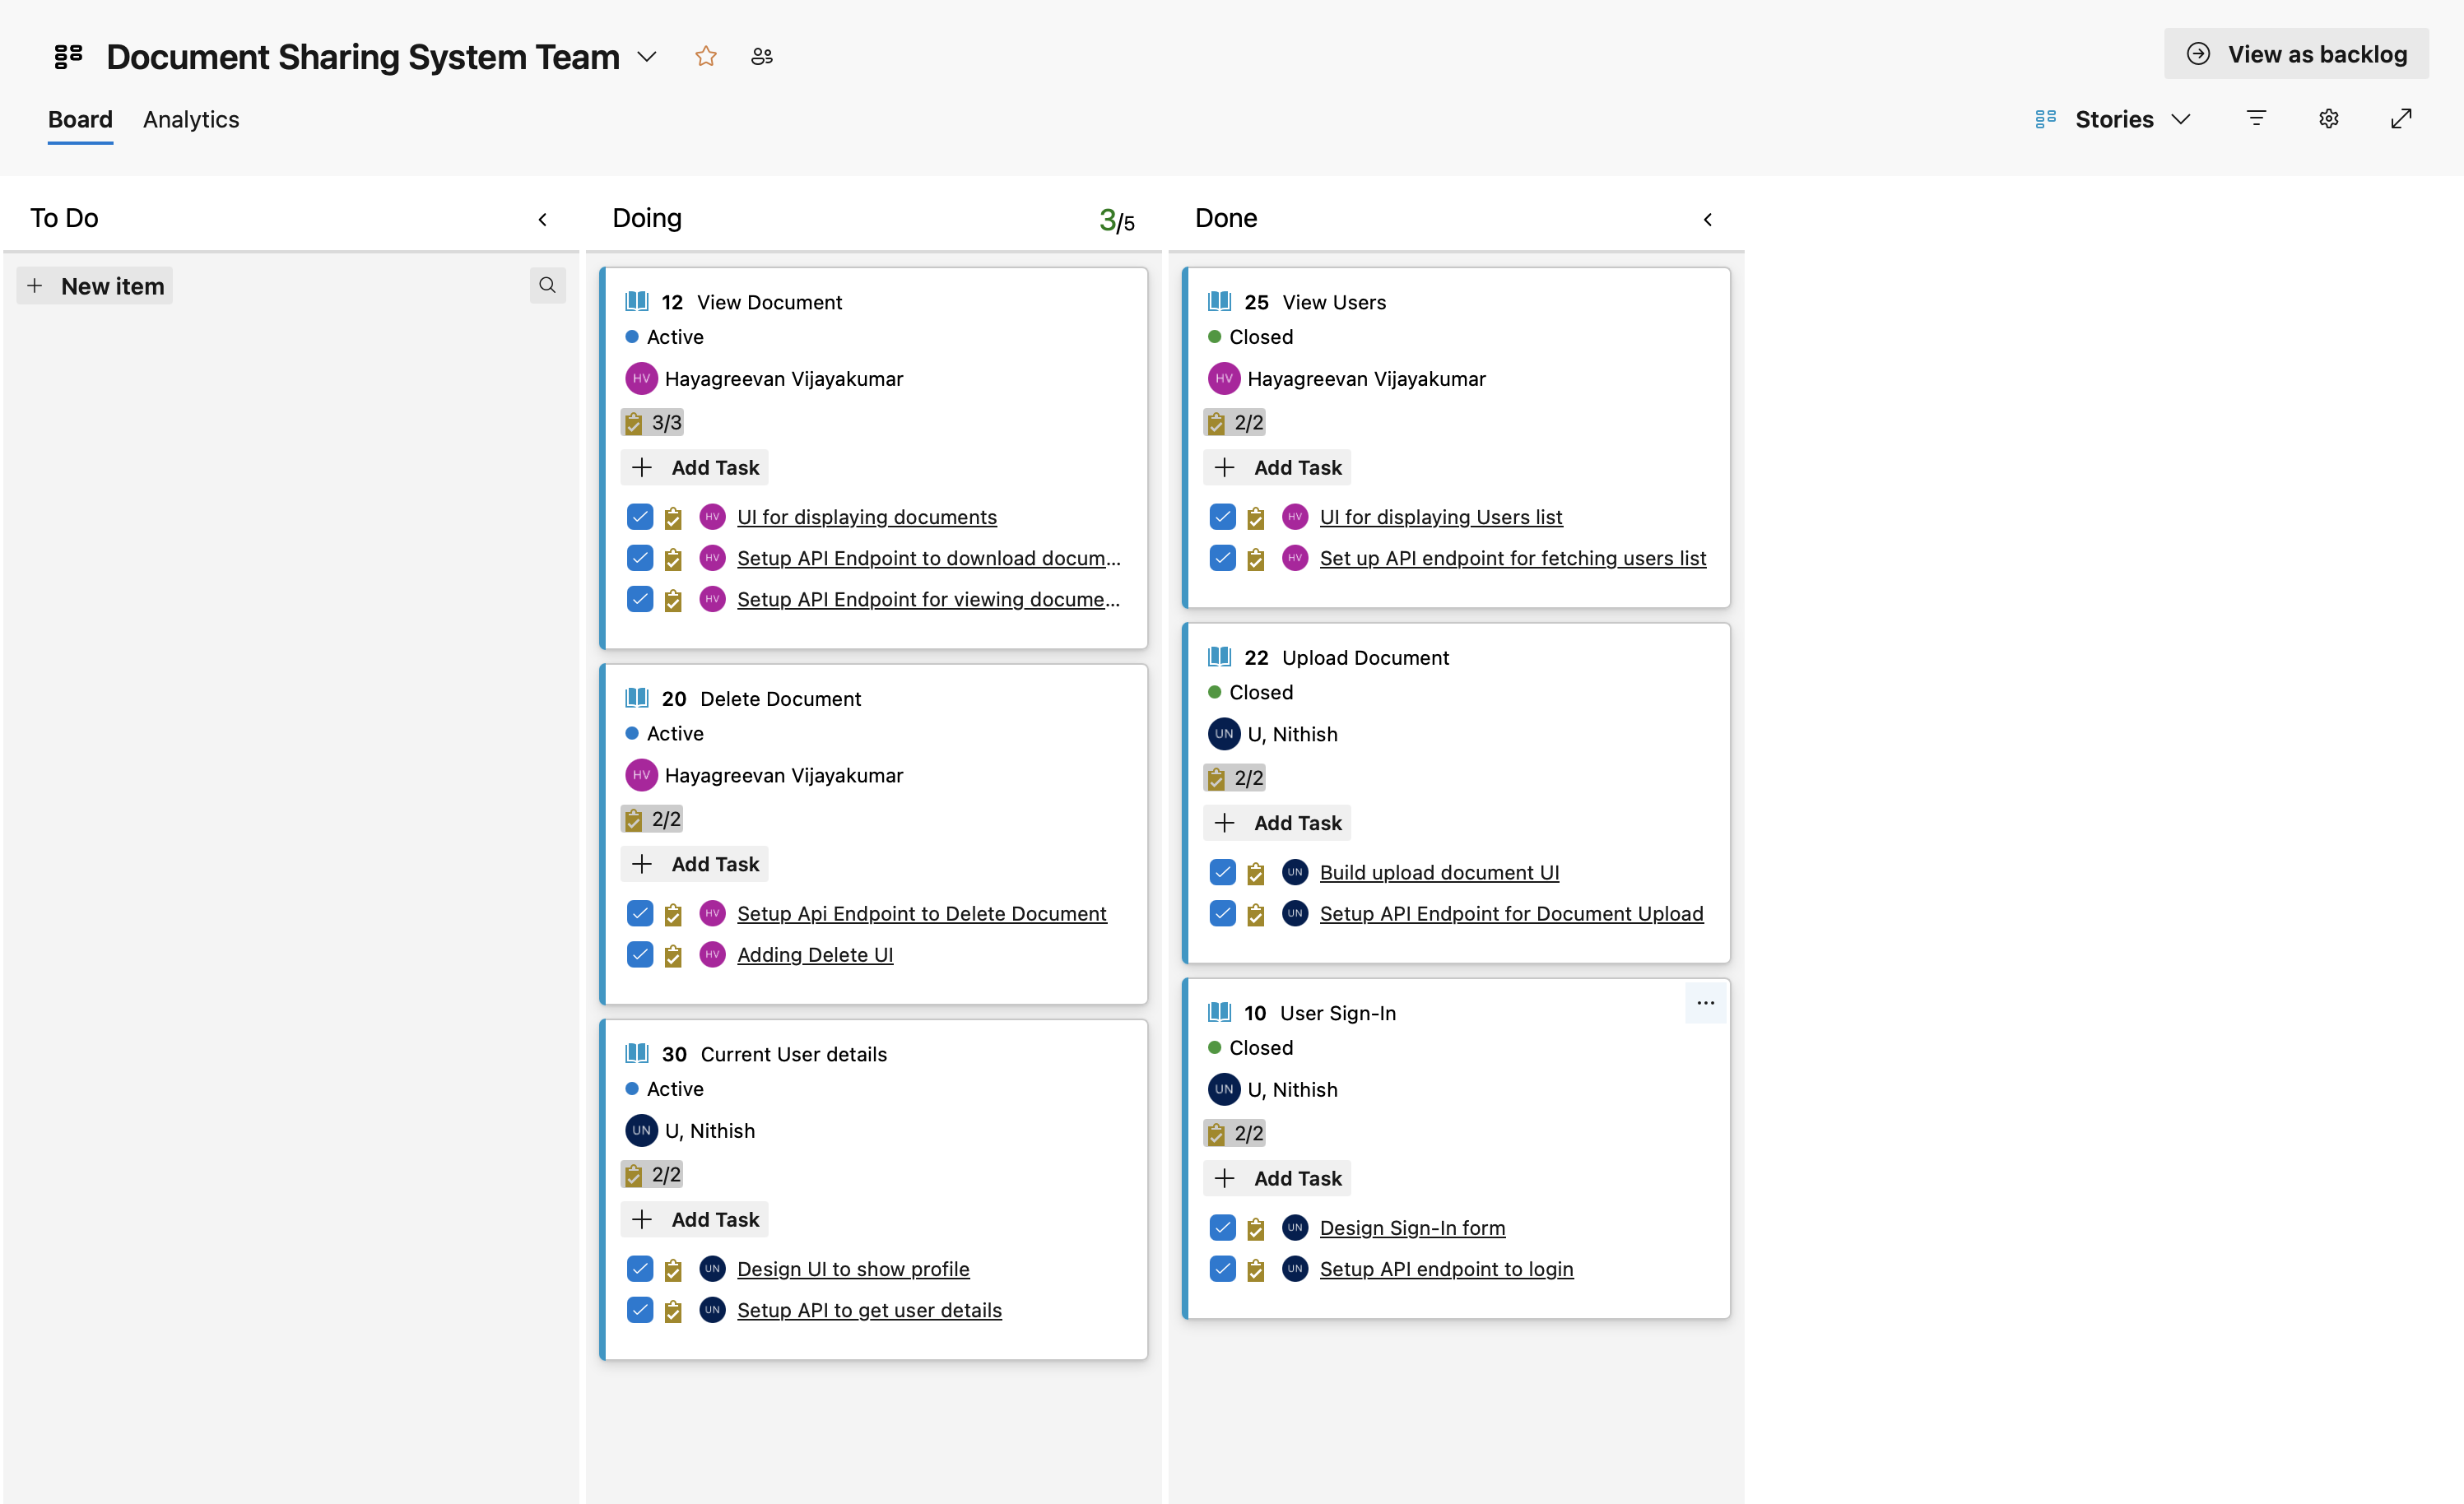 Document Sharing System Team
View as backlog
Board Analytics
Stories
To Do
New item
Doing 3/5
12 View Document
Active
HV Hayagreevan Vijayakumar
3/3
Add Task
HV UI for displaying documents
HV Setup API Endpoint to download docum...
HV Setup API Endpoint for viewing docume...
20 Delete Document
Active
HV Hayagreevan Vijayakumar
2/2
Add Task
HV Setup Api Endpoint to Delete Document
HV Adding Delete UI
30 Current User details
Active
UN U, Nithish
2/2
Add Task
UN Design UI to show profile
UN Setup API to get user details
Done
25 View Users
Closed
HV Hayagreevan Vijayakumar
2/2
Add Task
HV UI for displaying Users list
HV Set up API endpoint for fetching users list
22 Upload Document
Closed
UN U, Nithish
2/2
Add Task
UN Build upload document UI
UN Setup API Endpoint for Document Upload
10 User Sign-In
Closed
UN U, Nithish
2/2
Add Task
UN Design Sign-In form
UN Setup API endpoint to login